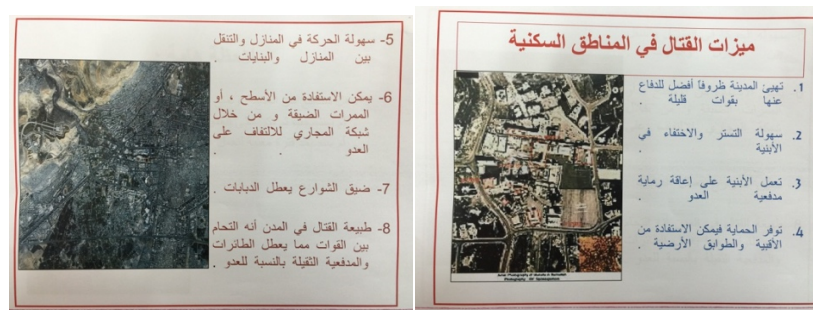 ميزات القتال في المناطق السكنية
1. تهيئ المدينة ظروفاً أفضل للدفاع
عنها بقوات قليلة .
2. سهولة التستر والاختفاء في
الأبنية .
3. تعمل الأبنية على إعاقة رماية
مدفعية العدو .
4. توفر الحماية فيمكن الاستفادة من
الأقبية والطوابق الأرضية .
5- سهولة الحركة في المنازل والتنقل
بين المنازل والبنايات .
6- يمكن الاستفادة من الأسطح ، أو
الممرات الضيقة و من خلال
شبكة المجاري للالتفاف على
العدو .
7- ضيق الشوارع يعطل الدبابات .
8- طبيعة القتال في المدن أنه التحام
بين القوات مما يعطل الطائرات
والمدفعية الثقيلة بالنسبة للعدو .